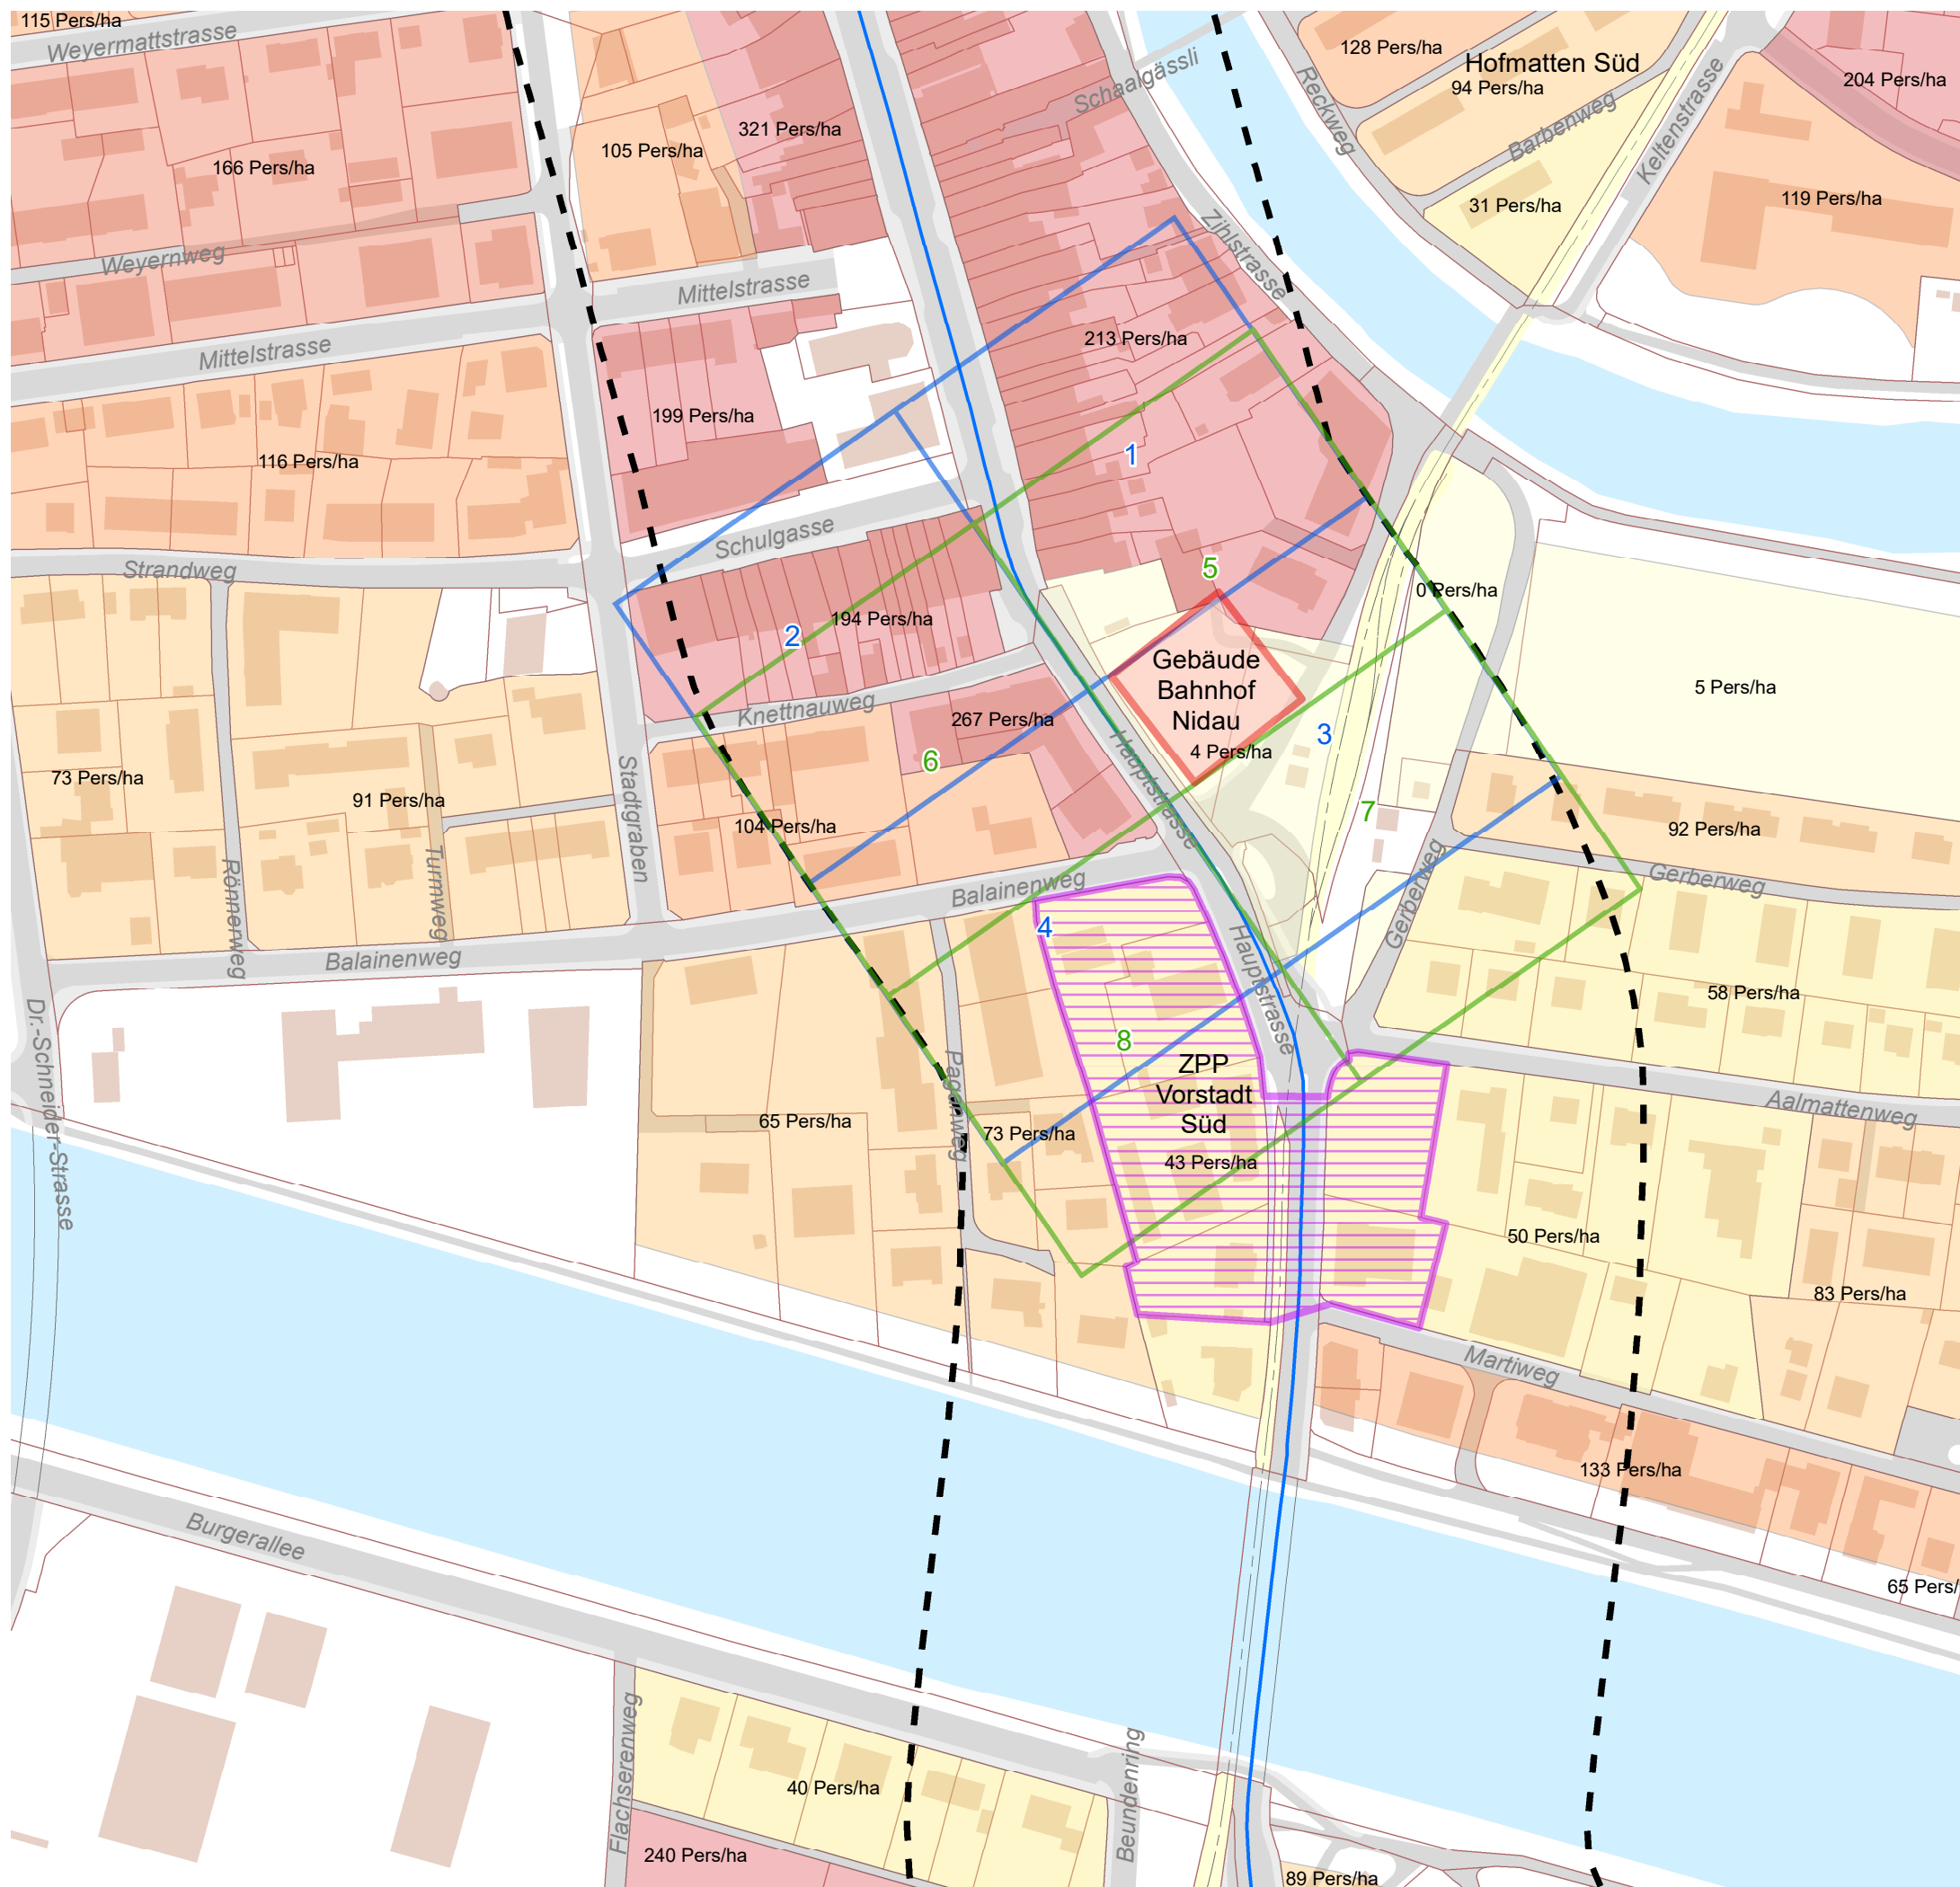 115 Pers/ha
Weyermattstrasse
Schaalgässli
Reckweg
128 Pers/ha
Hofmatten Süd
94 Pers/ha
Barbenweg
Keltenstrasse
204 Pers/ha
321 Pers/ha
105 Pers/ha
166 Pers/ha
31 Pers/ha
119 Pers/ha
Weyernweg
Mittelstrasse
Zihlstrasse
Mittelstrasse
213 Pers/ha
199 Pers/ha
116 Pers/ha
1
Schulgasse
Strandweg
5
0 Pers/ha
194 Pers/ha
2
Gebäude
Bahnhof
Nidau
5 Pers/ha
Knettnauweg
267 Pers/ha
3
4 Pers/ha
6
Hauptstrasse
73 Pers/ha
91 Pers/ha
Stadtgraben
104 Pers/ha
7
92 Pers/ha
Rönnerweg
Turmweg
Balainenweg
Gerberweg
Gerberweg
4
Balainenweg
Hauptstrasse
58 Pers/ha
Dr.-Schneider-Strasse
8
ZPP
Vorstadt
Süd
Paganweg
65 Pers/ha
73 Pers/ha
43 Pers/ha
Aalmattenweg
50 Pers/ha
83 Pers/ha
Martiweg
133 Pers/ha
Burgerallee
65 Pers/
Flachserenweg
Beundenring
40 Pers/ha
240 Pers/ha
89 Pers/ha